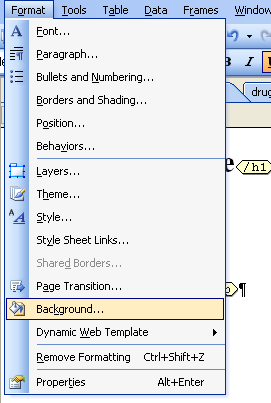 Format Tools Table Data Frames Window
Font...
Paragraph...
B I
Bullets and Numbering...
Borders and Shading...
drug
Position...
Behaviors...
e /h1
Layers...
Theme...
Style...
Style Sheet Links...
Shared Borders...
Page Transition...
¶
Background...
Dynamic Web Template
Remove Formatting Ctrl+Shift+Z
Properties Alt+Enter